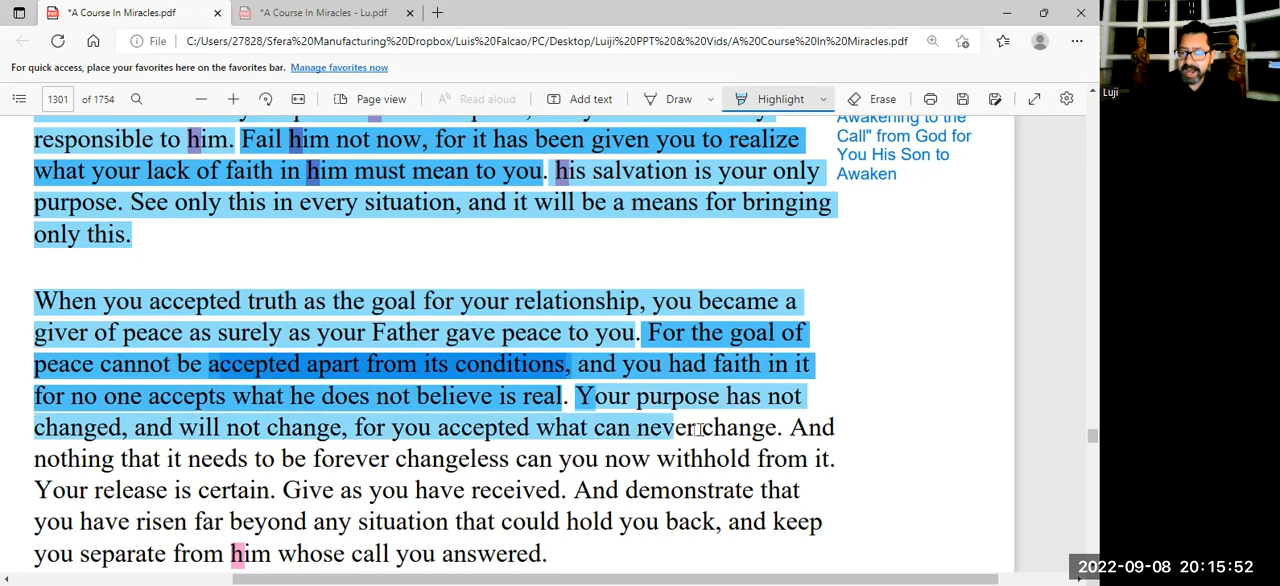 *A Course In Miracles.pdf
*A Course In Miracles - Lu.pdf
File
C:/Users/27828/Sfera%20Manufacturing%20Dropbox/Luis%20Falcao/PC/Desktop/Luiji%20PPT%20&%20Vids/A%20Course%20In%20Miracles.pdf
For quick access, place your favorites here on the favorites bar. Manage favorites now
1301 of 1754
Page view
Read aloud
Add text
Draw
Highlight
Erase
Luji
responsible to him. Fail him not now, for it has been given you to realize
what your lack of faith in him must mean to you. his salvation is your only
purpose. See only this in every situation, and it will be a means for bringing
only this.
Awakening to the
Call" from God for
You His Son to
Awaken
When you accepted truth as the goal for your relationship, you became a
giver of peace as surely as your Father gave peace to you. For the goal of
peace cannot be accepted apart from its conditions, and you had faith in it
for no one accepts what he does not believe is real. Your purpose has not
changed, and will not change, for you accepted what can never change. And
nothing that it needs to be forever changeless can you now withhold from it.
Your release is certain. Give as you have received. And demonstrate that
you have risen far beyond any situation that could hold you back, and keep
you separate from him whose call you answered.
2022-09-08 20:15:52